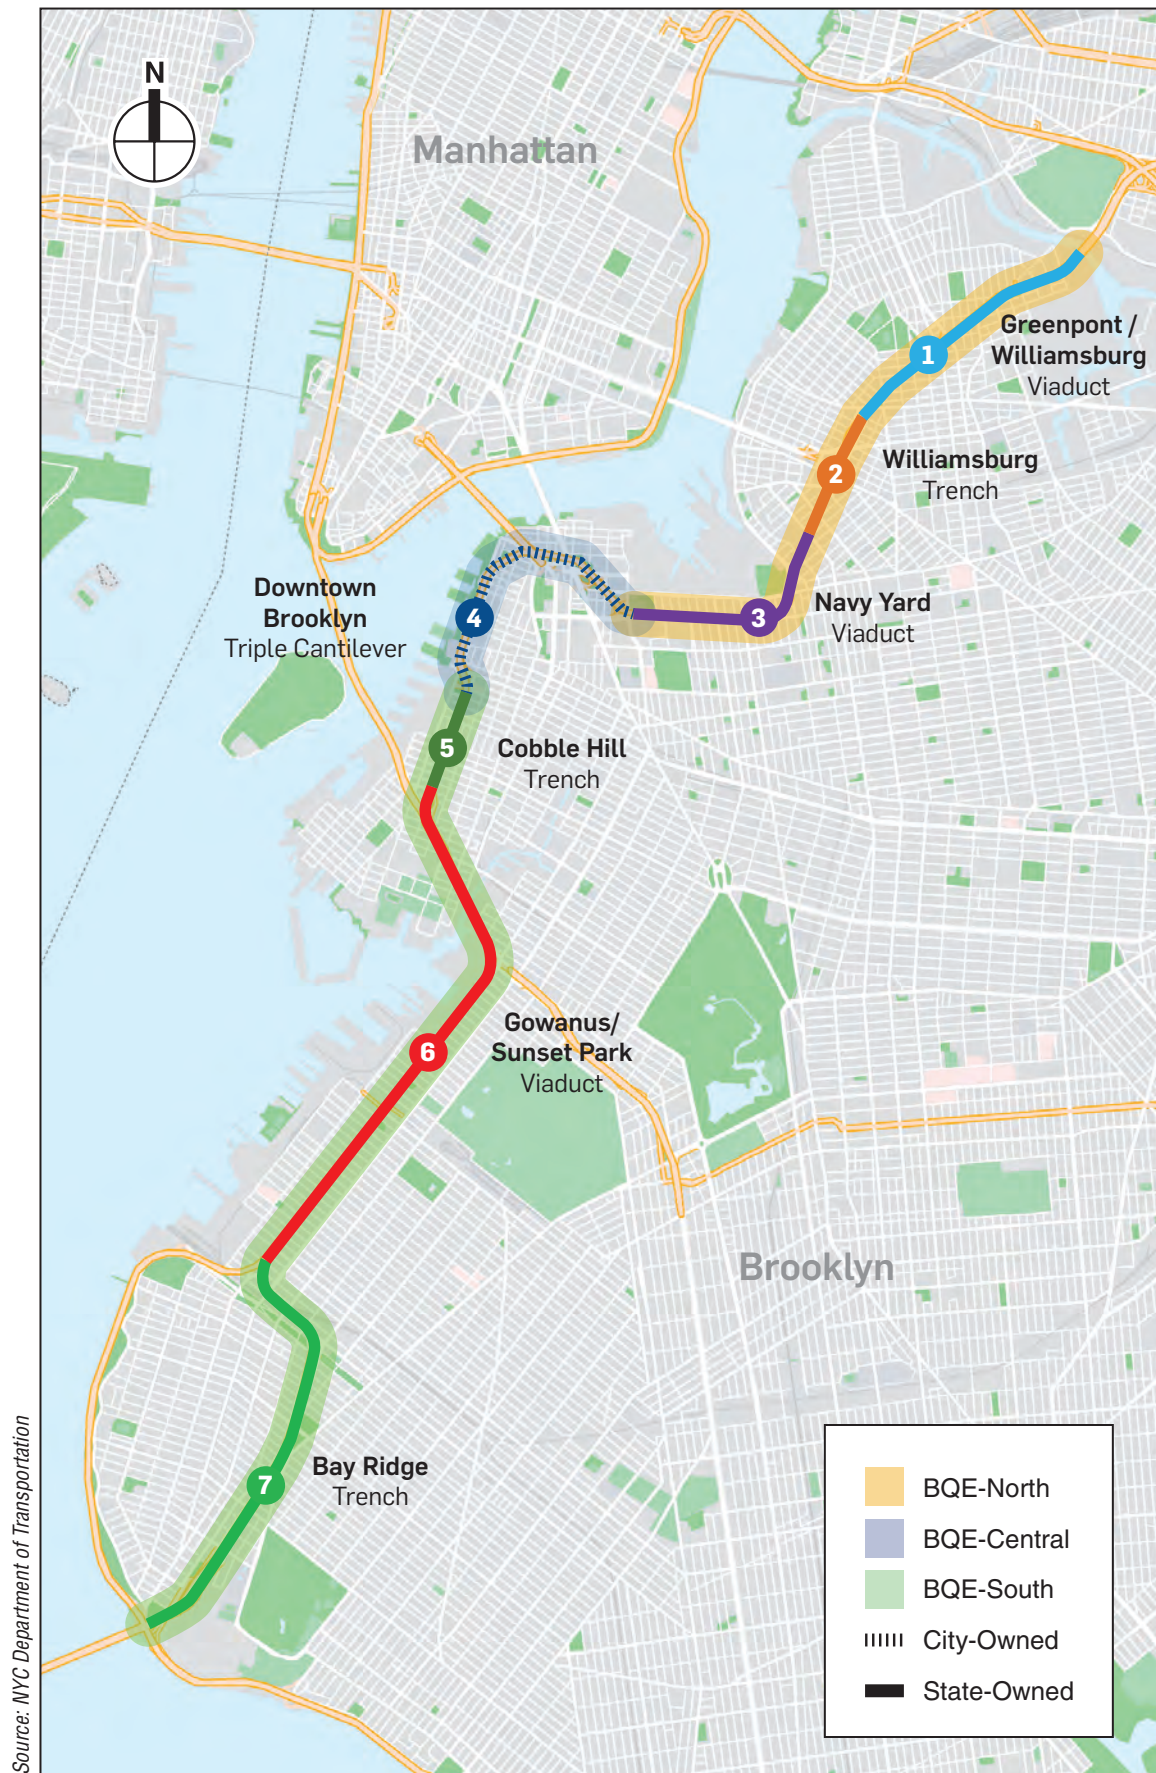 N
Manhattan
Greenpont /
Williamsburg
Viaduct
1
2
Williamsburg
Trench
Downtown
Brooklyn
Triple Cantilever
4
3
Navy Yard
Viaduct
5
Cobble Hill
Trench
6
Gowanus/
Sunset Park
Viaduct
Brooklyn
7
Bay Ridge
Trench
BQE-North
BQE-Central
BQE-South
City-Owned
State-Owned
Source: NYC Department of Transportation